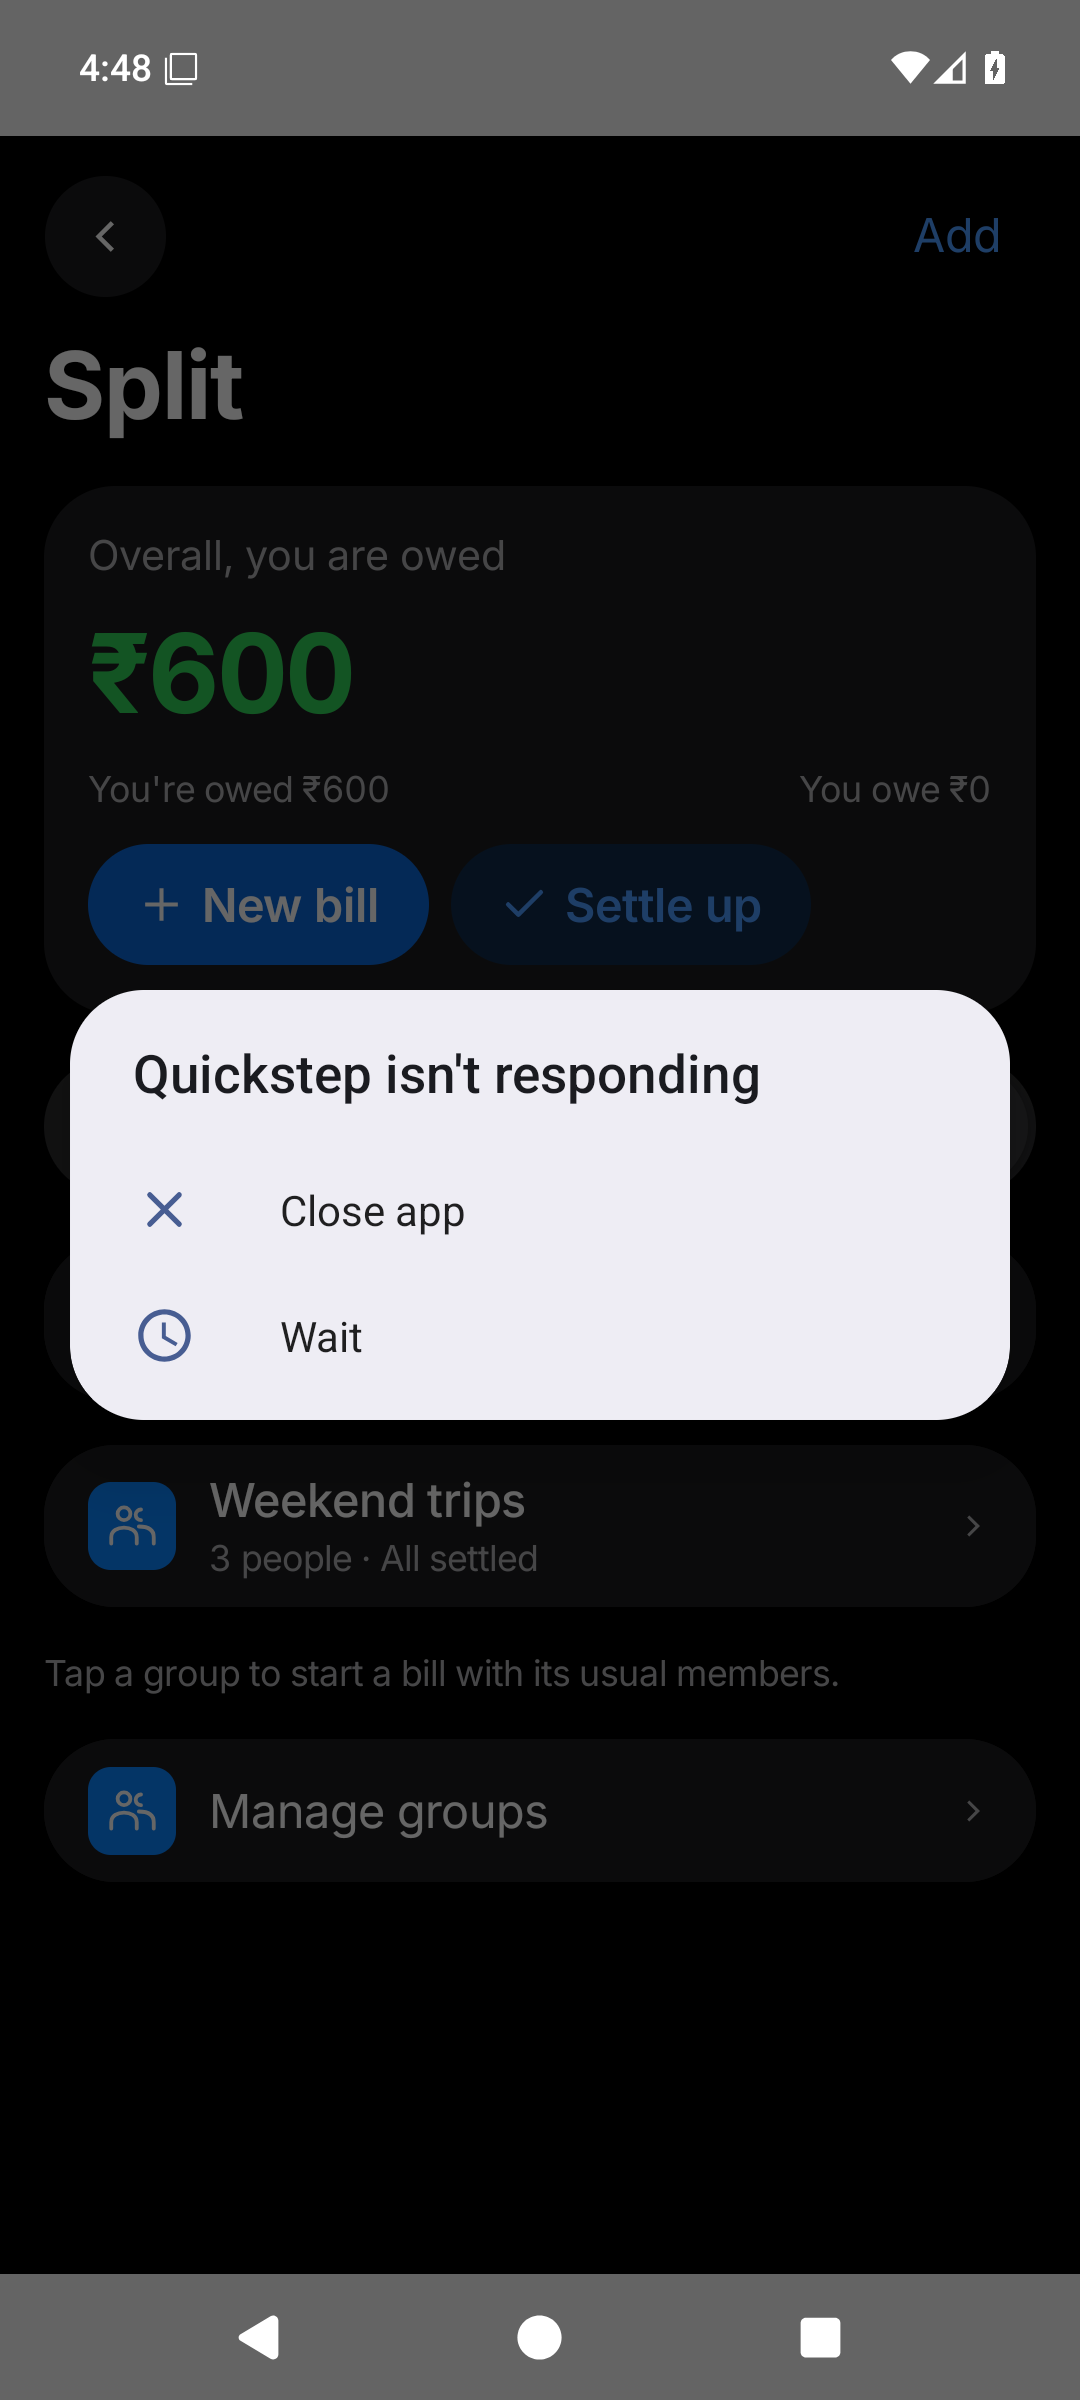 4:48
Add
Split
Overall, you are owed
₹600
You're owed ₹600
You owe ₹0
New bill
Settle up
Quickstep isn't responding
Close app
Wait
Weekend trips
3 people · All settled
Tap a group to start a bill with its usual members.
Manage groups